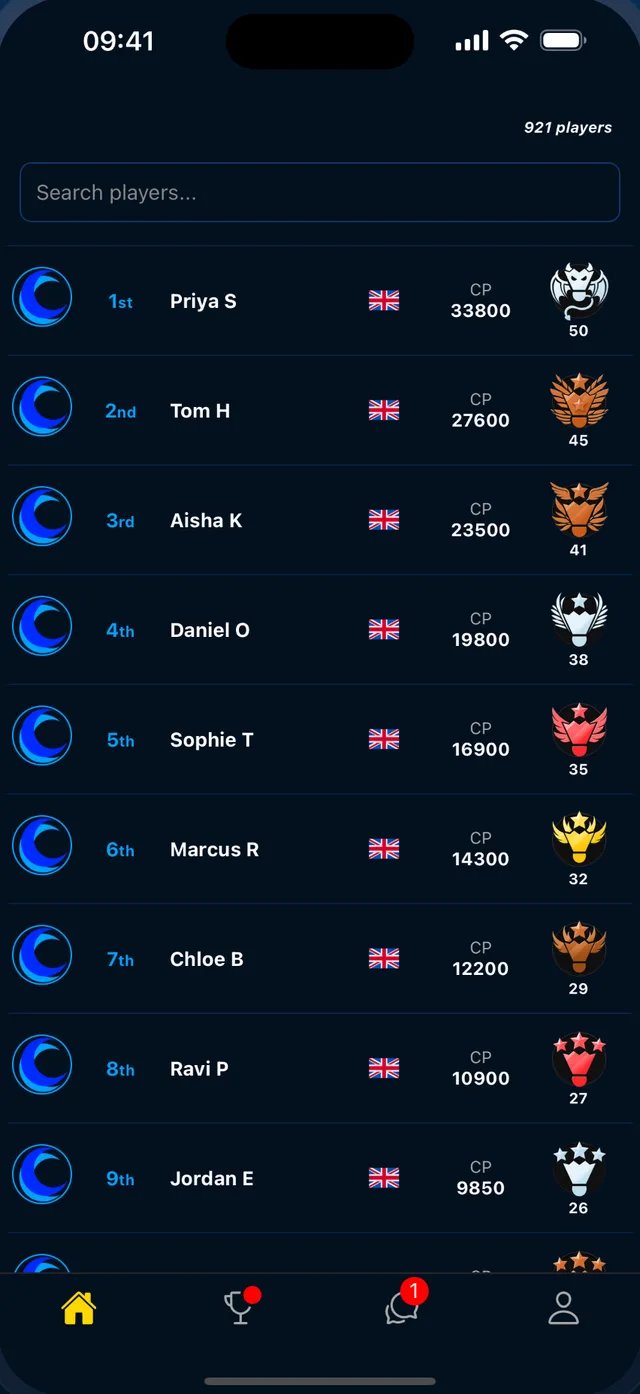 09:41
921 players
Search players...
1st Priya S CP 33800 50
2nd Tom H CP 27600 45
3rd Aisha K CP 23500 41
4th Daniel O CP 19800 38
5th Sophie T CP 16900 35
6th Marcus R CP 14300 32
7th Chloe B CP 12200 29
8th Ravi P CP 10900 27
9th Jordan E CP 9850 26
1